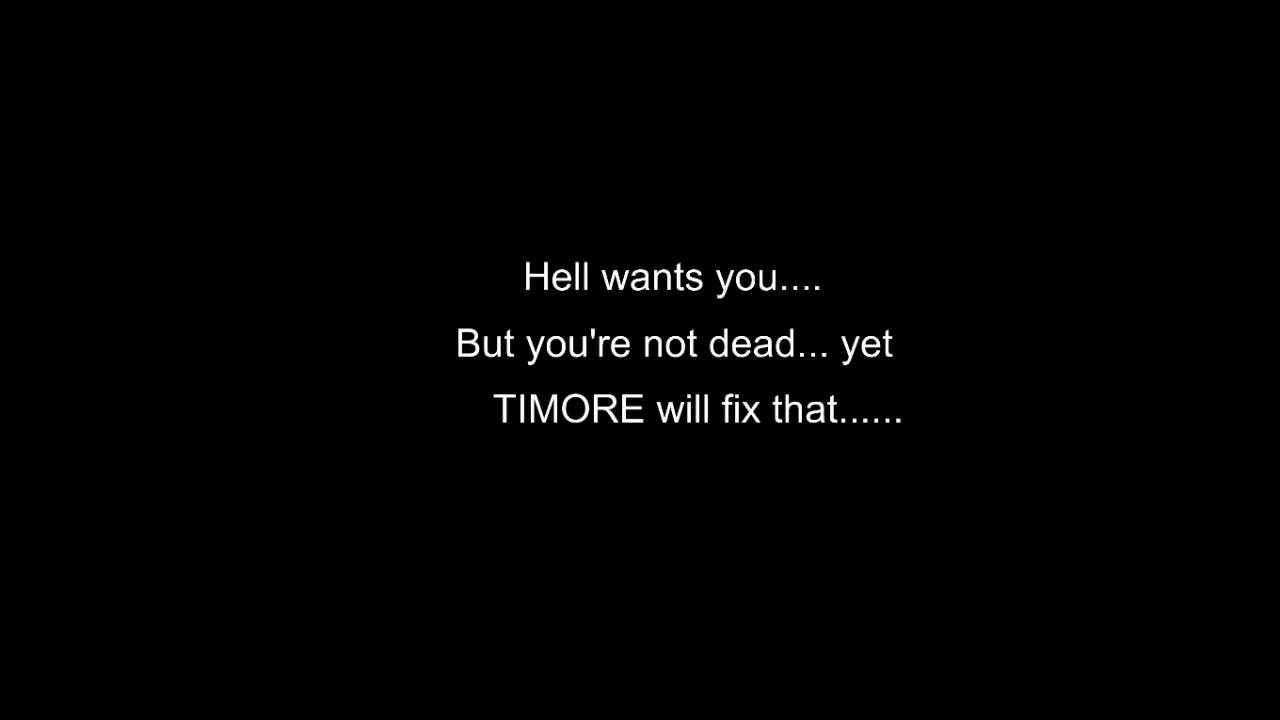 Hell wants you....
But you're not dead... yet
TIMORE will fix that......